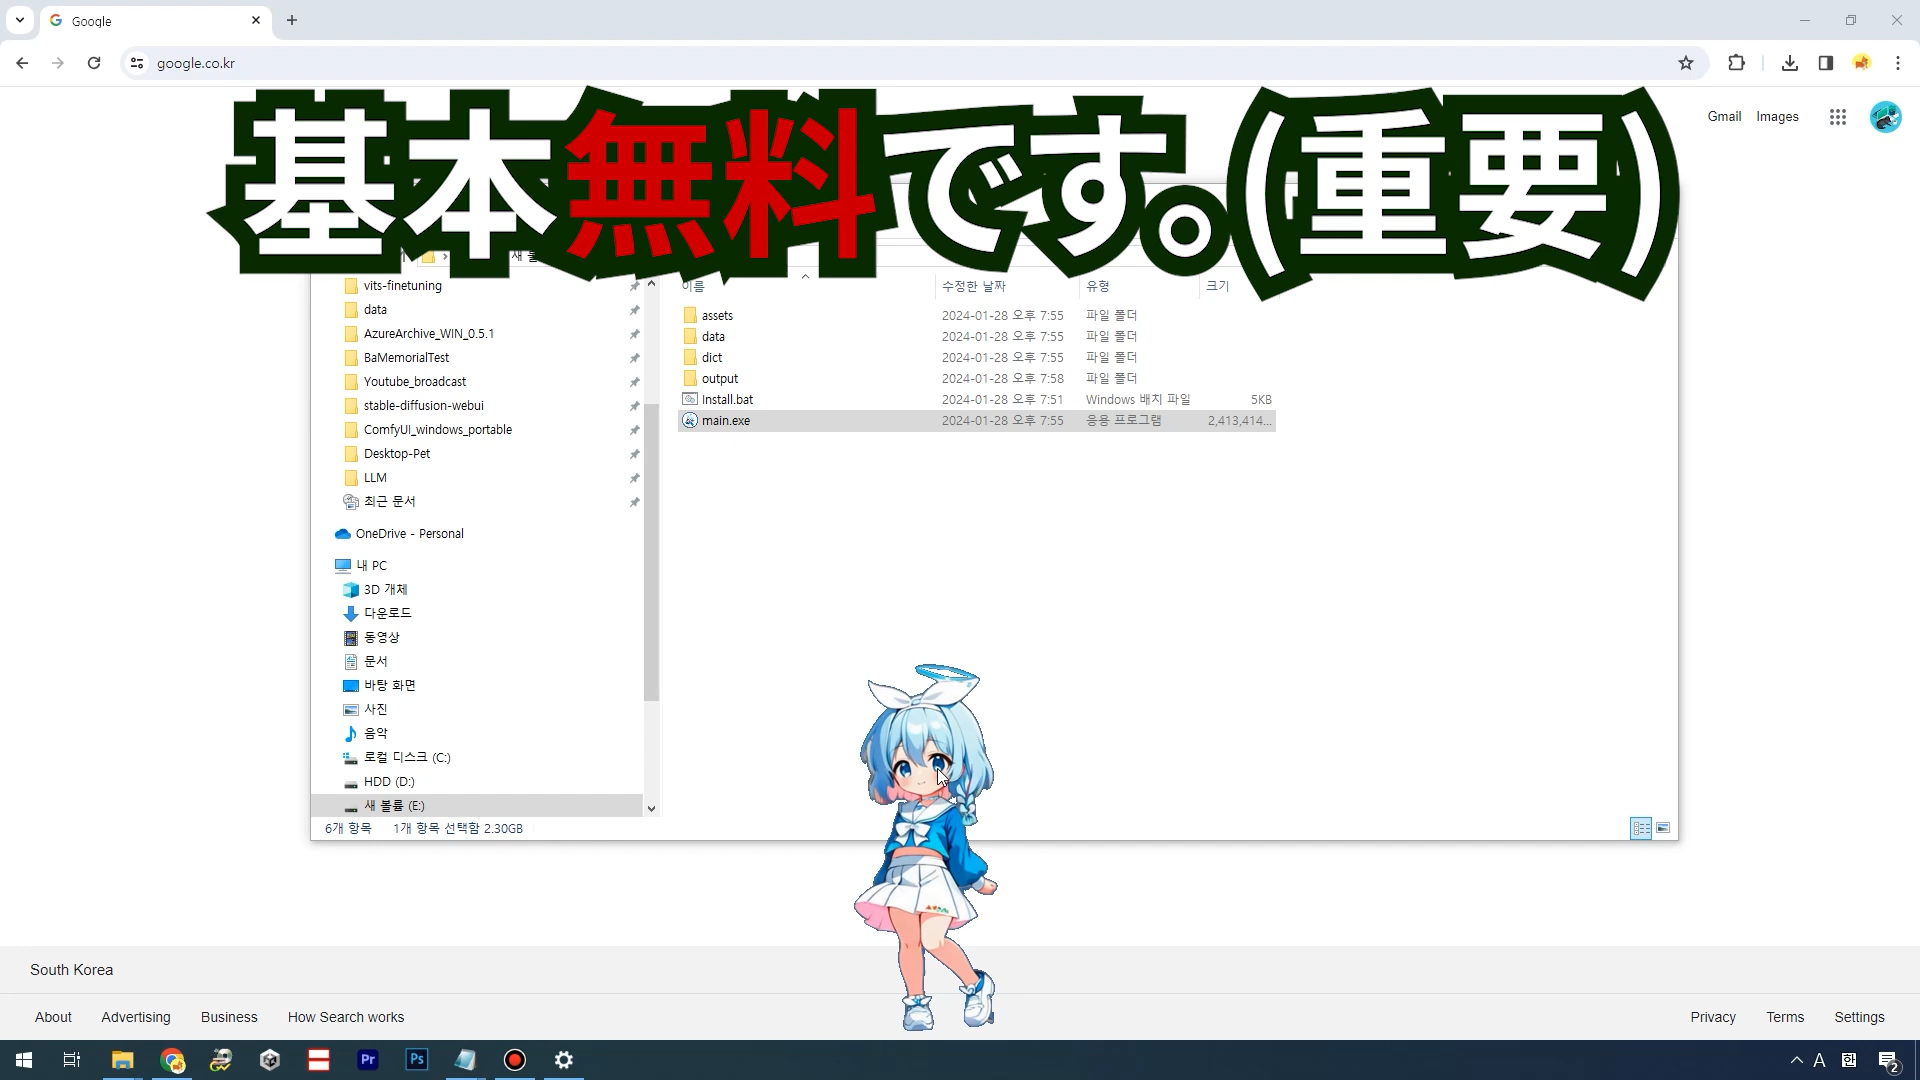 Google
google.co.kr
Gmail Images
基本無料です。(重要)
새 볼
이름 수정한 날짜 유형 크기
vits-finetuning
data
AzureArchive_WIN_0.5.1
BaMemorialTest
Youtube_broadcast
stable-diffusion-webui
ComfyUI_windows_portable
Desktop-Pet
LLM
최근 문서
OneDrive - Personal
내 PC
3D 개체
다운로드
동영상
문서
바탕 화면
사진
음악
로컬 디스크 (C:)
HDD (D:)
새 볼륨 (E:)
assets 2024-01-28 오후 7:55 파일 폴더
data 2024-01-28 오후 7:55 파일 폴더
dict 2024-01-28 오후 7:55 파일 폴더
output 2024-01-28 오후 7:58 파일 폴더
Install.bat 2024-01-28 오후 7:51 Windows 배치 파일 5KB
main.exe 2024-01-28 오후 7:55 응용 프로그램 2,413,414...
6개 항목 1개 항목 선택함 2.30GB
South Korea
About Advertising Business How Search works Privacy Terms Settings
Pr Ps A 한 2